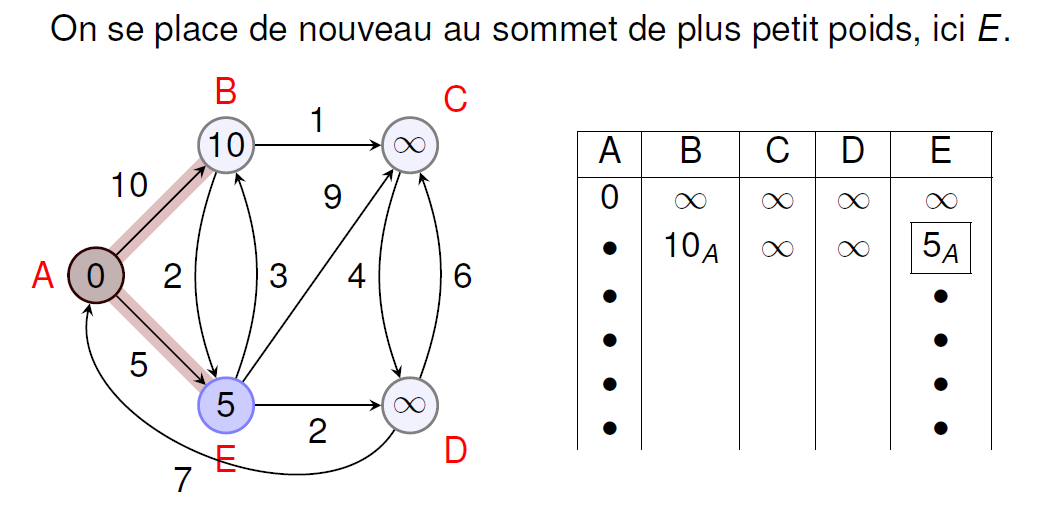 On se place de nouveau au sommet de plus petit poids, ici E.
B
C
10
1
∞
10
9
A
0
2
3
4
6
5
5
2
∞
E
D
7
A B C D E
0 ∞ ∞ ∞ ∞
• 10A ∞ ∞ 5A
• •
• •
• •
• •